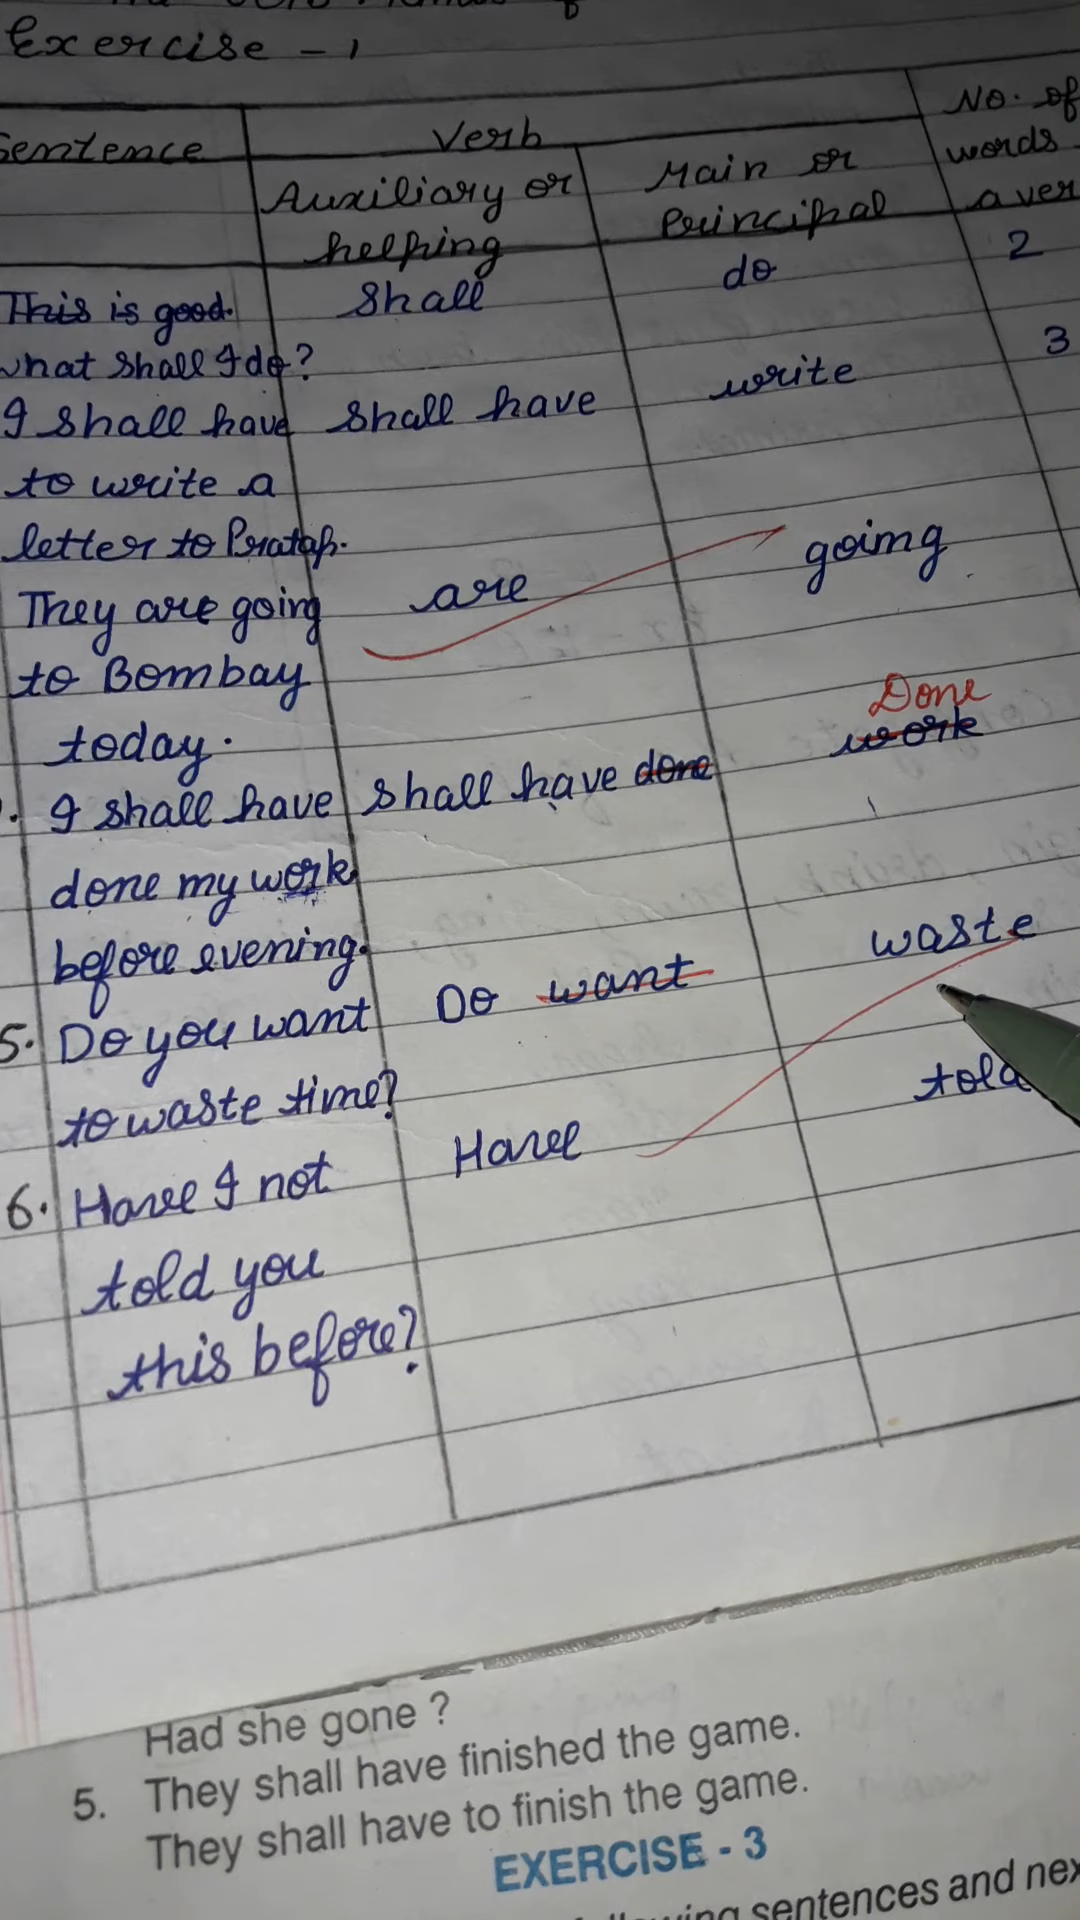 Exercise - 1
Sentence
Verb
No. of
words
a ver
Auxiliary or
helping
Main or
Principal
This is good.
Shall
do
2
what shall I do?
I shall have
shall have
write
3
to write a
letter to Pratap.
They are going
are
going
to Bombay
today.
I shall have
shall have done
Done
work
done my work
before evening.
5. Do you want
Do want
waste
to waste time?
6. Have I not
Have
told
told you
this before?
Had she gone ?
5. They shall have finished the game.
They shall have to finish the game.
EXERCISE - 3
sentences and nex